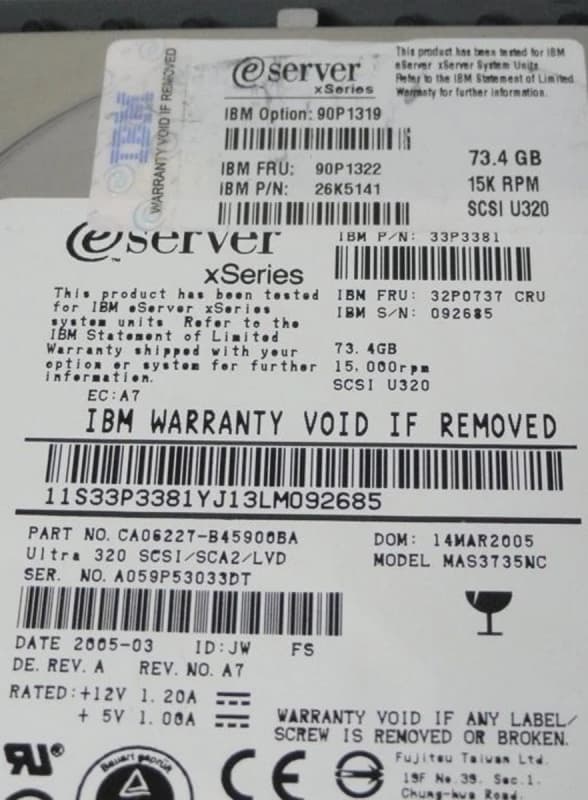 WARRANTY VOID IF REMOVED
IBM
eserver
xSeries
This product has been tested for IBM
eServer xServer System Units
Refer to the IBM Statement of Limited
Warranty for further information.
IBM Option: 90P1319
IBM FRU: 90P1322
IBM P/N: 26K5141
73.4 GB
15K RPM
SCSI U320
eserver™
xSeries
This product has been tested
for IBM eServer xSeries
system units Refer to the
IBM Statement of Limited
Warranty shipped with your
option or system for further
information.
EC:A7
IBM P/N: 33P3381
IBM FRU: 32P0737 CRU
IBM S/N: 092685
73.4GB
15,000rpm
SCSI U320
IBM WARRANTY VOID IF REMOVED
11S33P3381YJ13LM092685
PART NO. CA06227-B45900BA
Ultra 320 SCSI/SCA2/LVD
SER. NO. A059P53033DT
DOM: 14MAR2005
MODEL MAS3735NC
DATE 2005-03 ID:JW FS
DE. REV. A REV. NO. A7
RATED:+12V 1.20A
+ 5V 1.00A
WARRANTY VOID IF ANY LABEL/
SCREW IS REMOVED OR BROKEN.
Bauart geprüft
CE
Fujitsu Taiwan Ltd.
19F No.39, Sec.1,
Chung-hwa Road